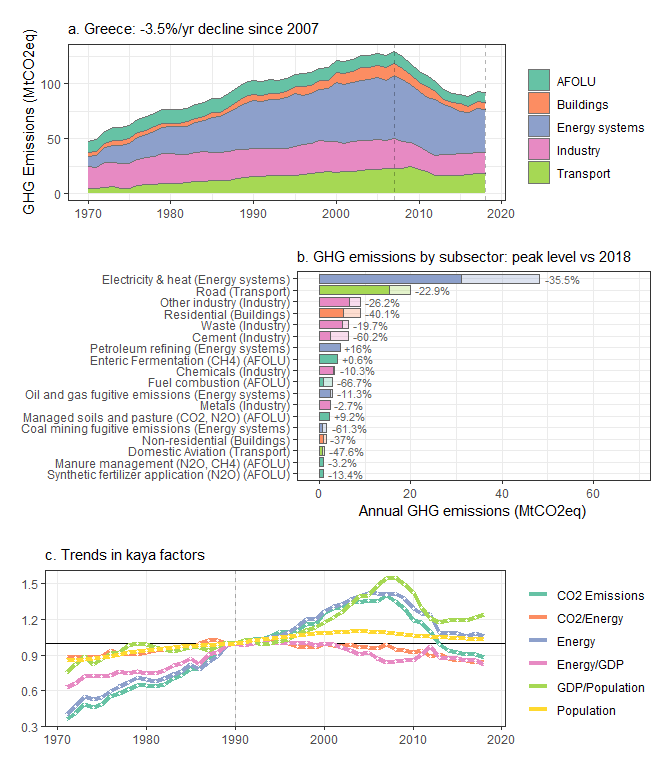 a. Greece: -3.5%/yr decline since 2007
GHG Emissions (MtCO2eq)
100
50
0
1970
1980
1990
2000
2010
2020
AFOLU
Buildings
Energy systems
Industry
Transport
b. GHG emissions by subsector: peak level vs 2018
Electricity & heat (Energy systems) -35.5%
Road (Transport) -22.9%
Other industry (Industry) -26.2%
Residential (Buildings) -40.1%
Waste (Industry) -19.7%
Cement (Industry) -60.2%
Petroleum refining (Energy systems) +16%
Enteric Fermentation (CH4) (AFOLU) +0.6%
Chemicals (Industry) -10.3%
Fuel combustion (AFOLU) -66.7%
Oil and gas fugitive emissions (Energy systems) -11.3%
Metals (Industry) -2.7%
Managed soils and pasture (CO2, N2O) (AFOLU) +9.2%
Coal mining fugitive emissions (Energy systems) -61.3%
Non-residential (Buildings) -37%
Domestic Aviation (Transport) -47.6%
Manure management (N2O, CH4) (AFOLU) -3.2%
Synthetic fertilizer application (N2O) (AFOLU) -13.4%
0
20
40
60
Annual GHG emissions (MtCO2eq)
c. Trends in kaya factors
1.5
1.2
0.9
0.6
0.3
1970
1980
1990
2000
2010
2020
CO2 Emissions
CO2/Energy
Energy
Energy/GDP
GDP/Population
Population